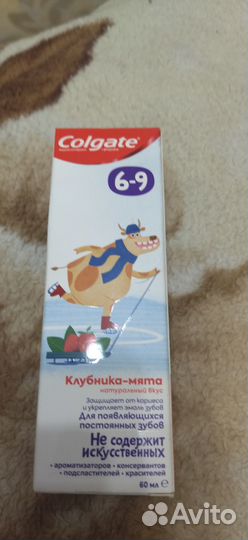 Colgate
6-9
Клубника-мята
натуральный вкус
Защищает от кариеса
и укрепляет эмаль зубов
Для появляющихся
постоянных зубов
Не содержит
искусственных
• ароматизаторов • консервантов
• подсластителей • красителей
60 мл e
Avito